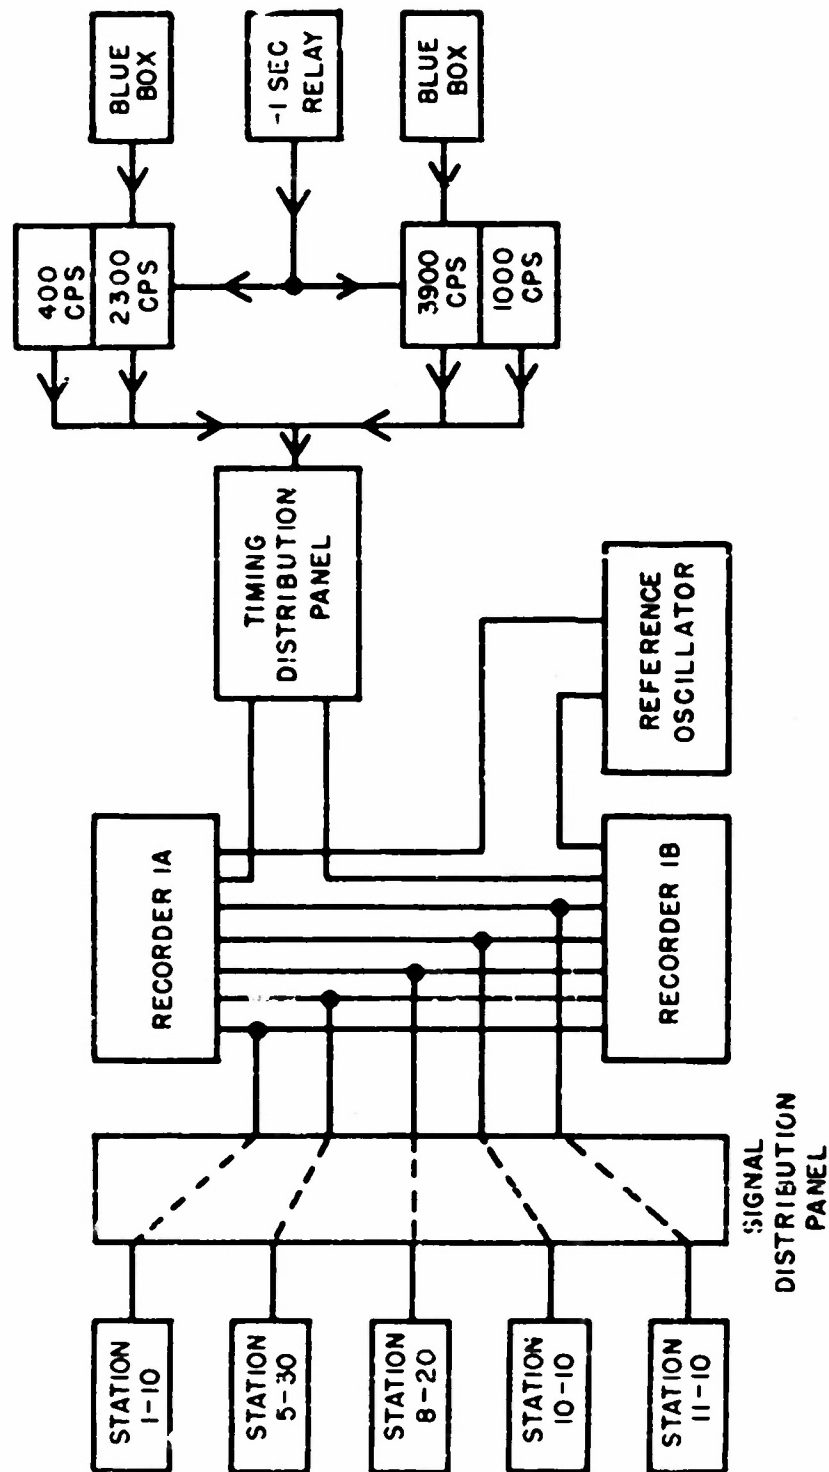 BLUE
BOX
-1 SEC
RELAY
BLUE
BOX
400
CPS
2300
CPS
3900
CPS
1000
CPS
TIMING
DISTRIBUTION
PANEL
REFERENCE
OSCILLATOR
RECORDER 1A
RECORDER 1B
SIGNAL
DISTRIBUTION
PANEL
STATION
1-10
STATION
5-30
STATION
8-20
STATION
10-10
STATION
11-10